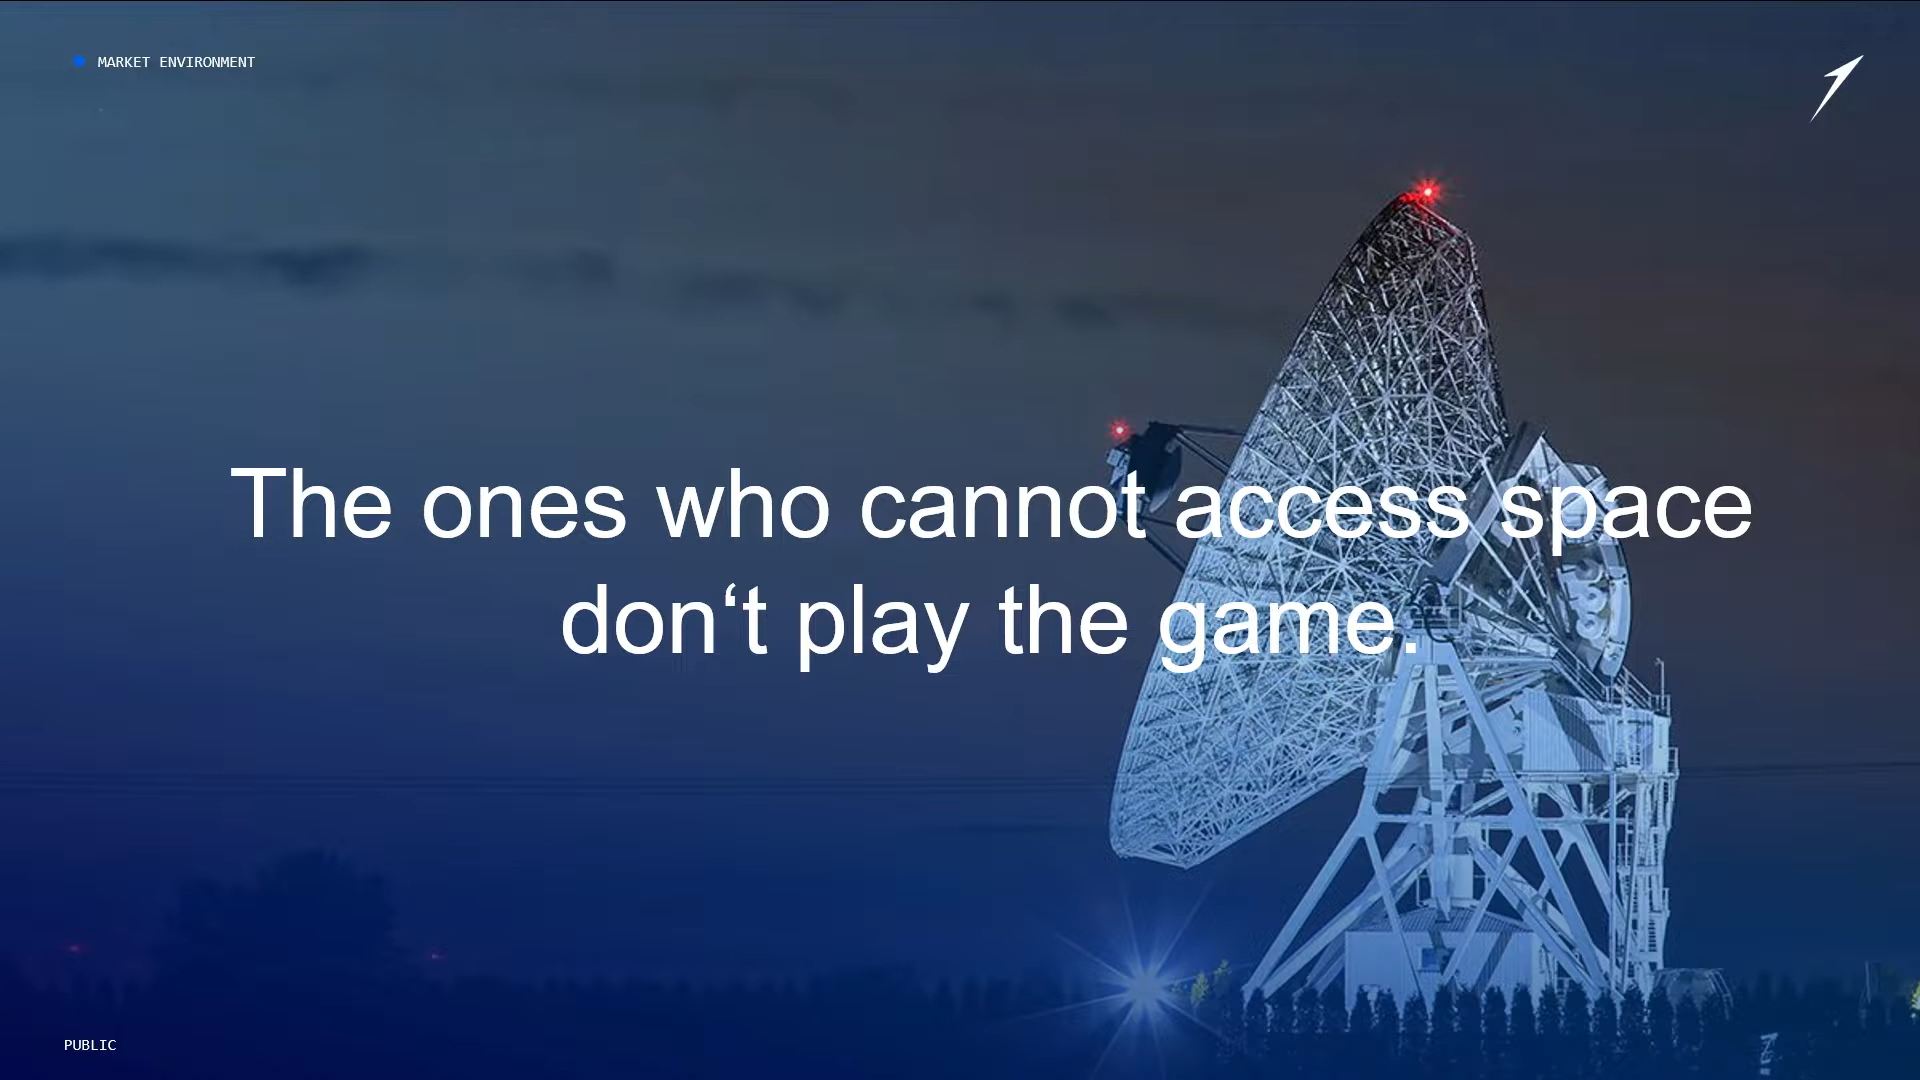 MARKET ENVIRONMENT
The ones who cannot access space
don‘t play the game.
PUBLIC